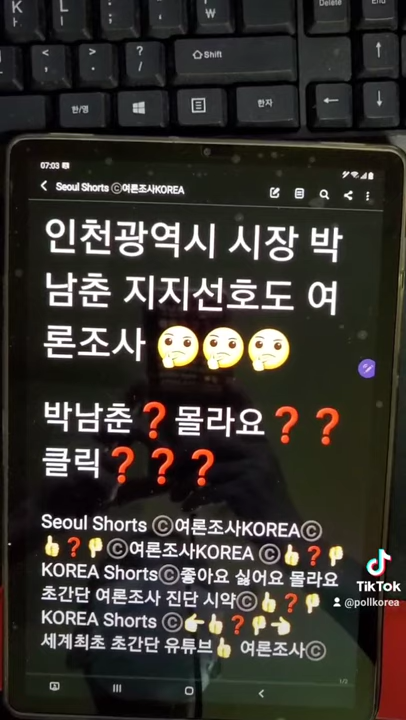 K
L
:
;
"
'
Delete
End
<
,
>
.
?
/
⇧Shift
↑
한/영
한자
←
↓
07:03
Seoul Shorts ⓒ여론조사KOREA
인천광역시 시장 박
남춘 지지선호도 여
론조사 🤔🤔🤔
박남춘❓몰라요❓❓
클릭❓❓❓
Seoul Shorts ⓒ여론조사KOREAⓒ
👍❓👎ⓒ여론조사KOREA ⓒ👍❓👎
KOREA Shortsⓒ좋아요 싫어요 몰라요
초간단 여론조사 진단 시약ⓒ👍❓👎
KOREA Shorts ⓒ👉👍❓👎👈
세계최초 초간단 유튜브👍 여론조사ⓒ
1/2
TikTok
@pollkorea